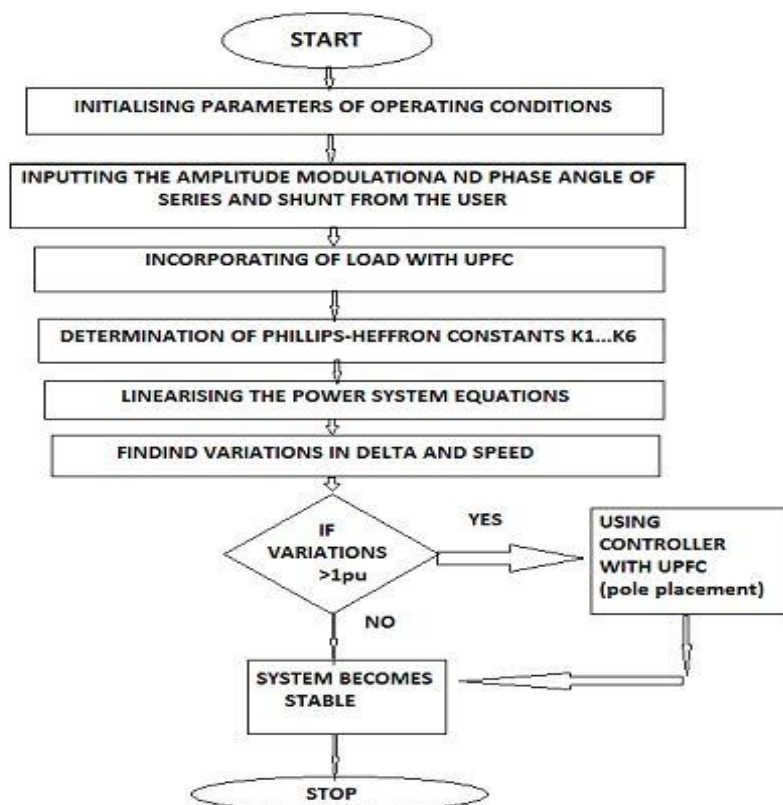 START
INITIALISING PARAMETERS OF OPERATING CONDITIONS
INPUTTING THE AMPLITUDE MODULATIONA ND PHASE ANGLE OF
SERIES AND SHUNT FROM THE USER
INCORPORATING OF LOAD WITH UPFC
DETERMINATION OF PHILLIPS-HEFFRON CONSTANTS K1...K6
LINEARISING THE POWER SYSTEM EQUATIONS
FINDIND VARIATIONS IN DELTA AND SPEED
IF
VARIATIONS
>1pu
YES
USING
CONTROLLER
WITH UPFC
(pole placement)
NO
SYSTEM BECOMES
STABLE
STOP